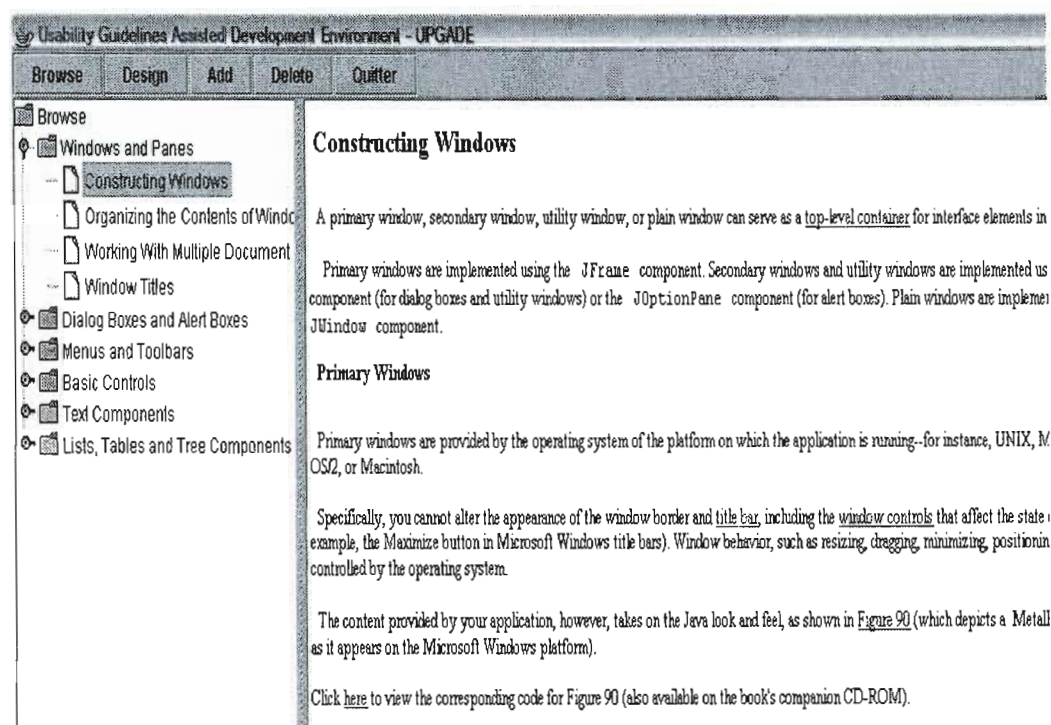 Usability Guidelines Assisted Development Environment - UPGADE
Browse Design Add Delete Quitter
Browse
Windows and Panes
Constructing Windows
Organizing the Contents of Windo
Working With Multiple Document
Window Titles
Dialog Boxes and Alert Boxes
Menus and Toolbars
Basic Controls
Text Components
Lists, Tables and Tree Components
Constructing Windows
A primary window, secondary window, utility window, or plain window can serve as a top-level container for interface elements in
Primary windows are implemented using the JFrame component. Secondary windows and utility windows are implemented us
component (for dialog boxes and utility windows) or the JOptionPane component (for alert boxes). Plain windows are implemen
JWindow component.
Primary Windows
Primary windows are provided by the operating system of the platform on which the application is running--for instance, UNIX, M
OS/2, or Macintosh.
Specifically, you cannot alter the appearance of the window border and title bar, including the window controls that affect the state
example, the Maximize button in Microsoft Windows title bars). Window behavior, such as resizing, dragging, minimizing, positionin
controlled by the operating system.
The content provided by your application, however, takes on the Java look and feel, as shown in Figure 90 (which depicts a Metall
as it appears on the Microsoft Windows platform).
Click here to view the corresponding code for Figure 90 (also available on the book's companion CD-ROM).